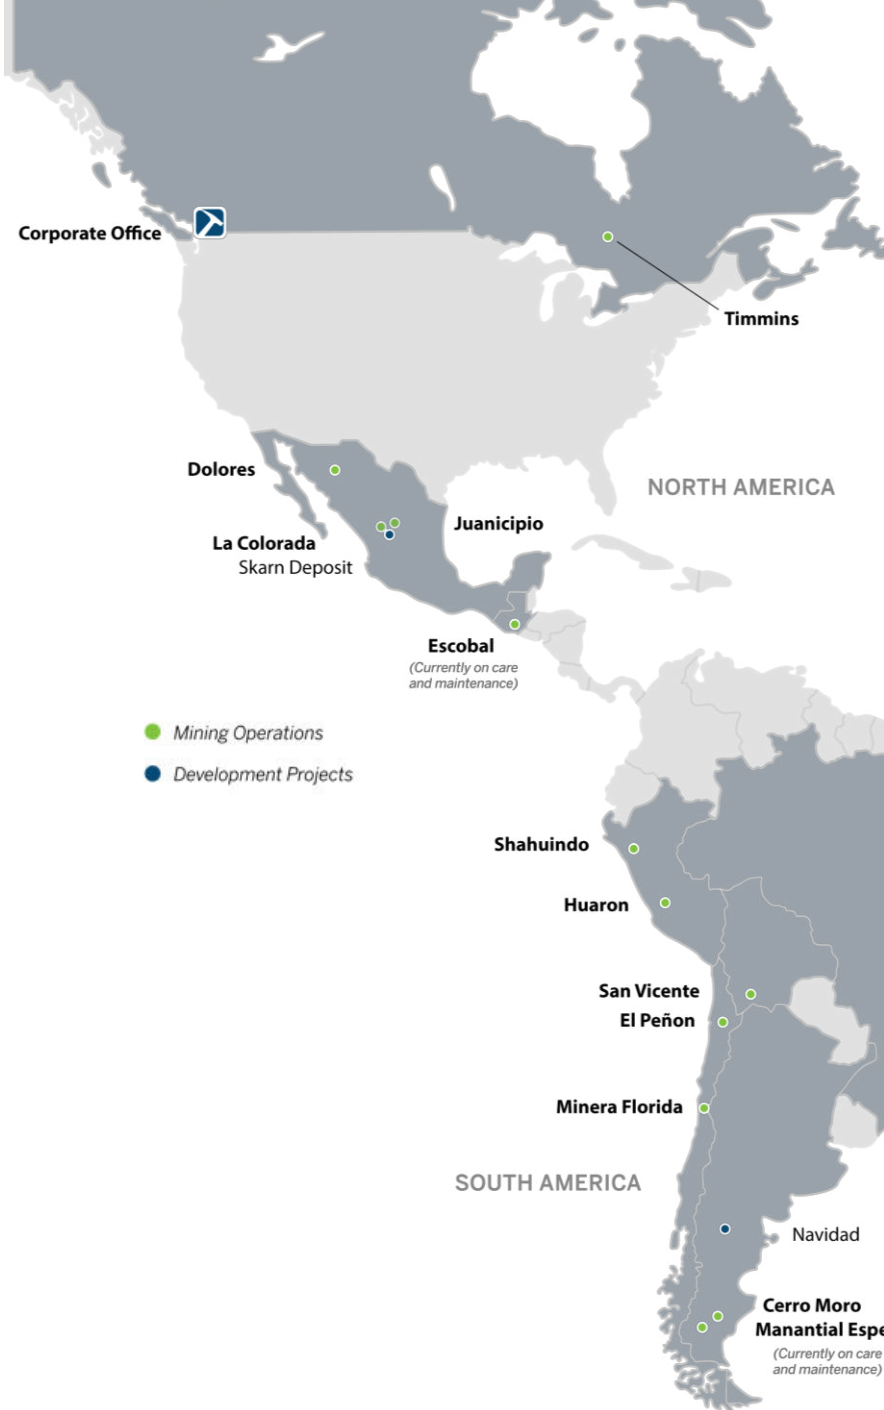 Corporate Office
Timmins
Dolores
NORTH AMERICA
Juanicipio
La Colorada
Skarn Deposit
Escobal
(Currently on care
and maintenance)
Mining Operations
Development Projects
Shahuindo
Huaron
San Vicente
El Peñon
Minera Florida
SOUTH AMERICA
Navidad
Cerro Moro
Manantial Espe
(Currently on care
and maintenance)